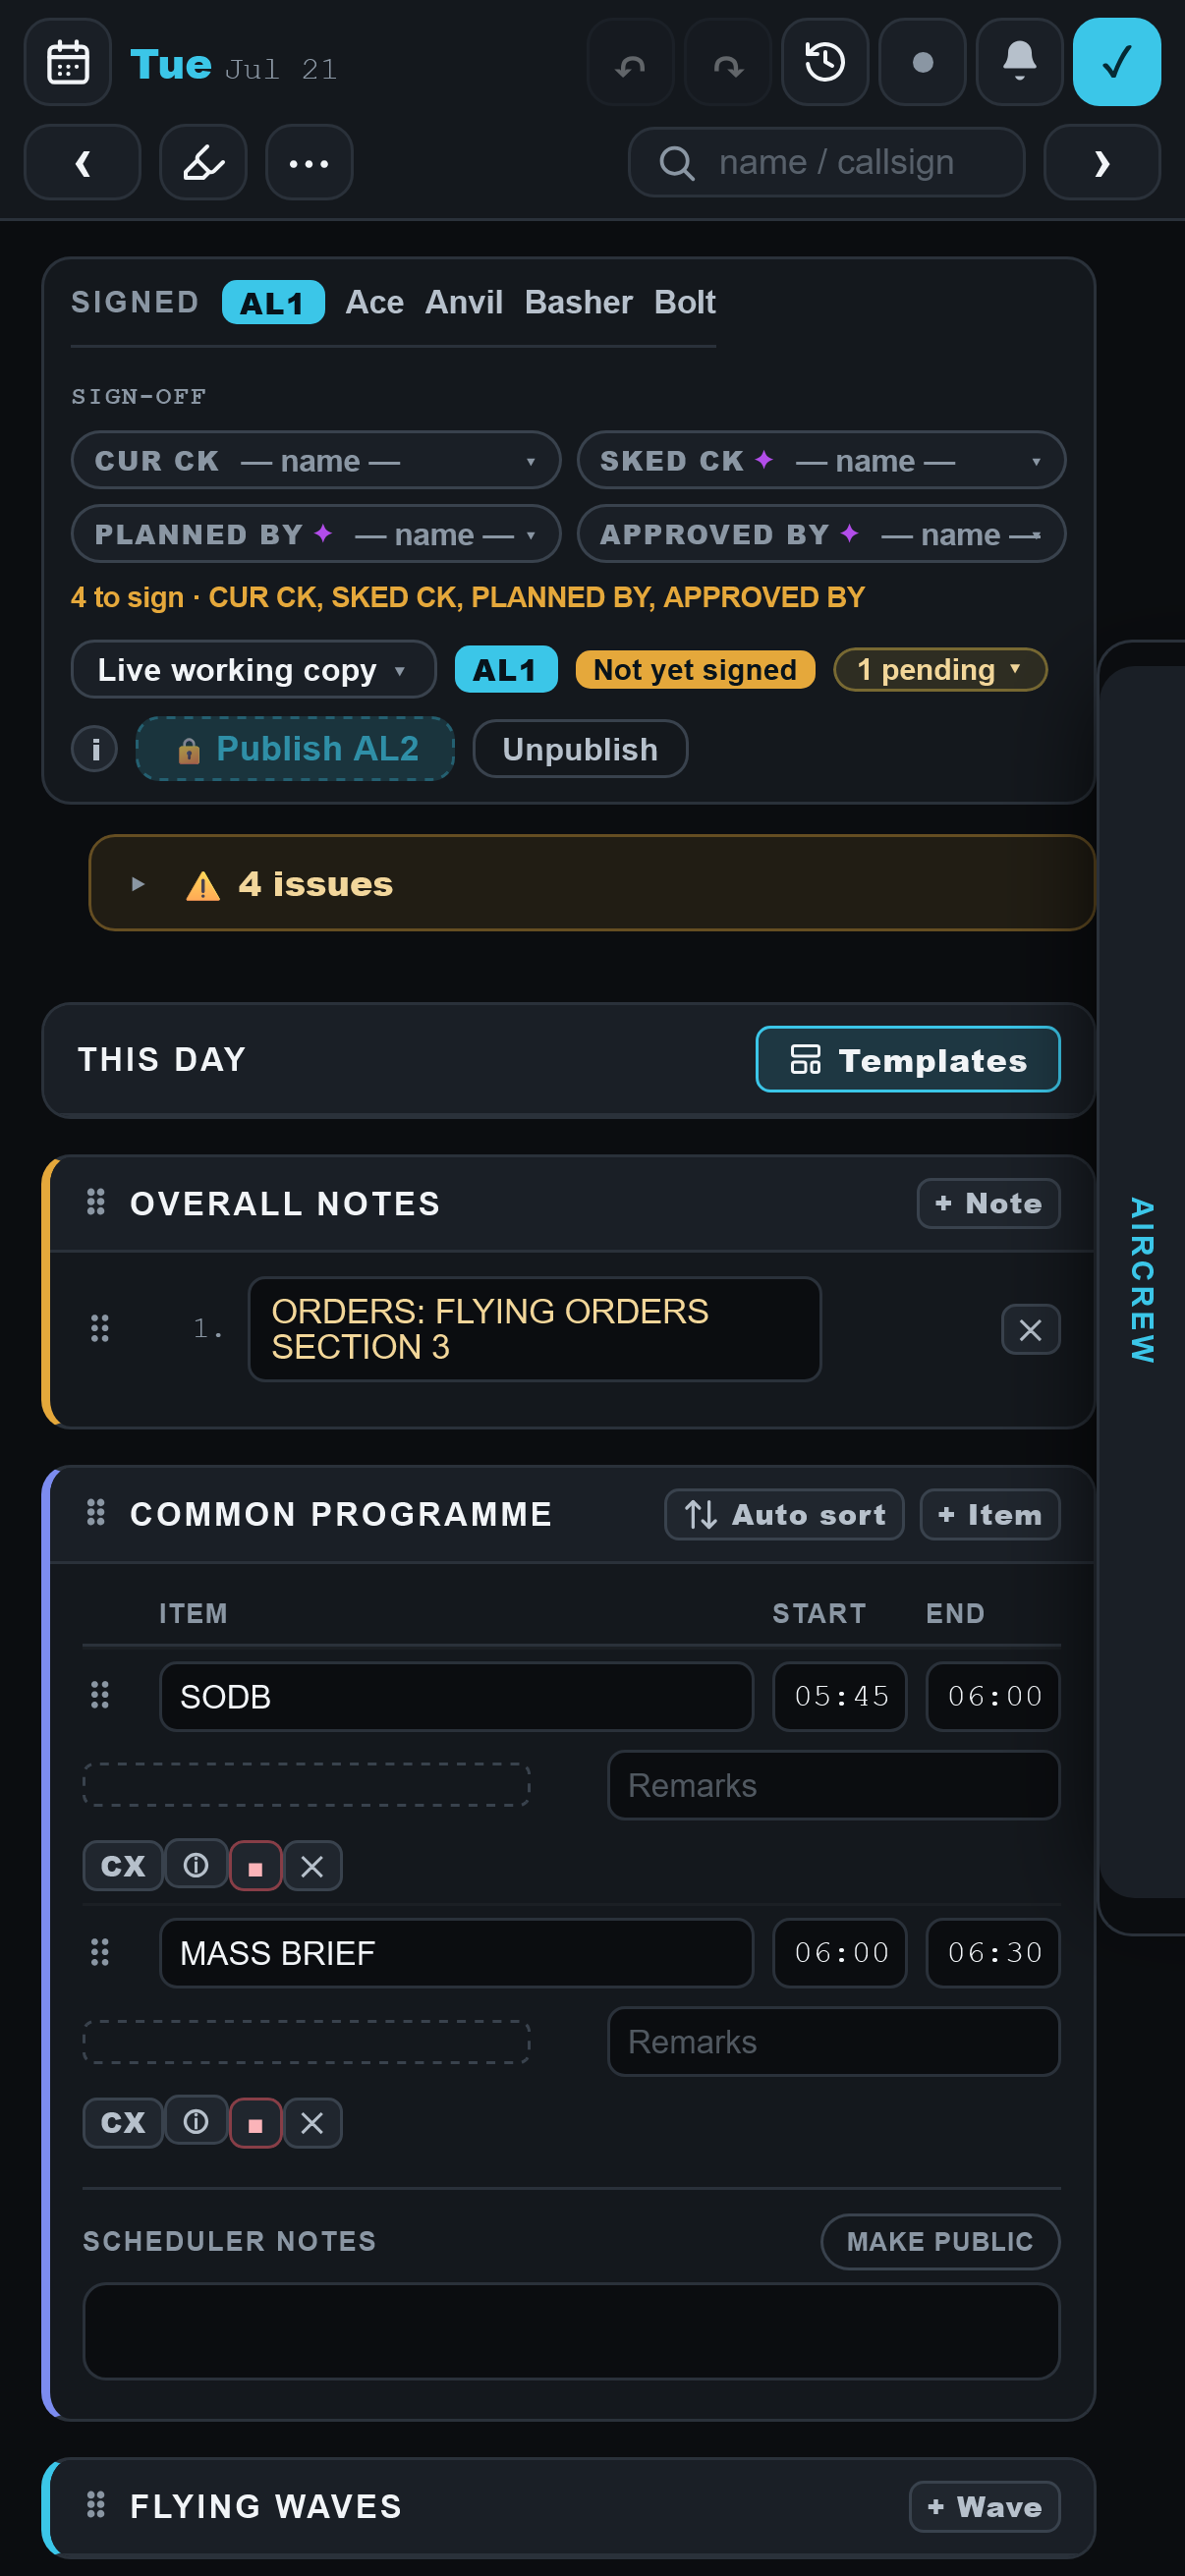 Tue Jul 21
name / callsign
SIGNED AL1 Ace Anvil Basher Bolt
SIGN-OFF
CUR CK — name —
SKED CK — name —
PLANNED BY — name —
APPROVED BY — name —
4 to sign · CUR CK, SKED CK, PLANNED BY, APPROVED BY
Live working copy AL1 Not yet signed 1 pending
i Publish AL2 Unpublish
4 issues
THIS DAY Templates
AIRCREW
OVERALL NOTES + Note
1. ORDERS: FLYING ORDERS
SECTION 3
COMMON PROGRAMME Auto sort + Item
ITEM START END
SODB 05:45 06:00
Remarks
CX
MASS BRIEF 06:00 06:30
Remarks
CX
SCHEDULER NOTES MAKE PUBLIC
FLYING WAVES + Wave